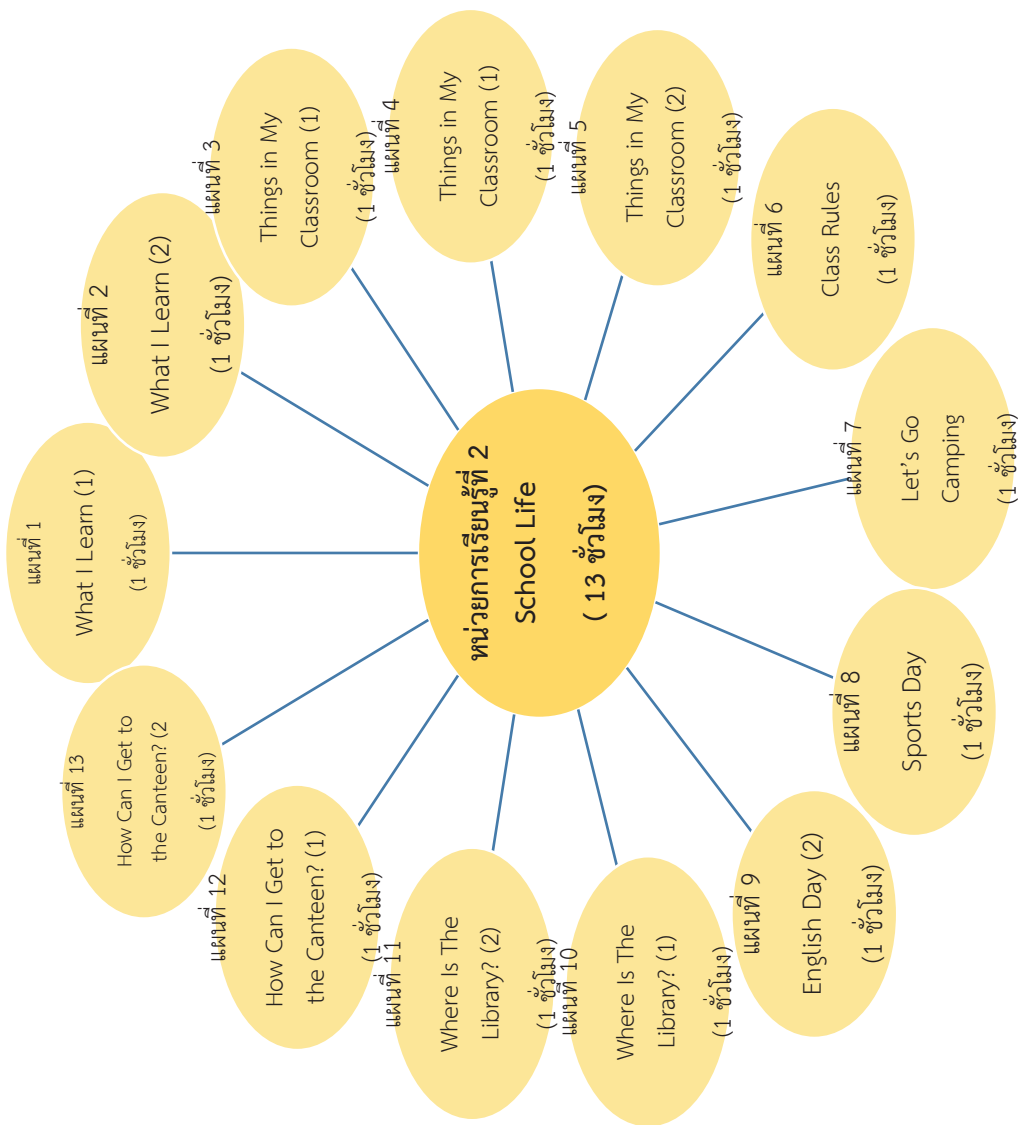 หน่วยการเรียนรู้ที่ 2
School Life
( 13 ชั่วโมง)
แผนที่ 1
What I Learn (1)
(1 ชั่วโมง)
แผนที่ 2
What I Learn (2)
(1 ชั่วโมง)
แผนที่ 3
Things in My
Classroom (1)
(1 ชั่วโมง)
แผนที่ 4
Things in My
Classroom (1)
(1 ชั่วโมง)
แผนที่ 5
Things in My
Classroom (2)
(1 ชั่วโมง)
แผนที่ 6
Class Rules
(1 ชั่วโมง)
แผนที่ 7
Let’s Go
Camping
(1 ชั่วโมง)
แผนที่ 8
Sports Day
(1 ชั่วโมง)
แผนที่ 9
English Day (2)
(1 ชั่วโมง)
แผนที่ 10
Where Is The
Library? (1)
(1 ชั่วโมง)
แผนที่ 11
Where Is The
Library? (2)
(1 ชั่วโมง)
แผนที่ 12
How Can I Get to
the Canteen? (1)
(1 ชั่วโมง)
แผนที่ 13
How Can I Get to
the Canteen? (2
(1 ชั่วโมง)